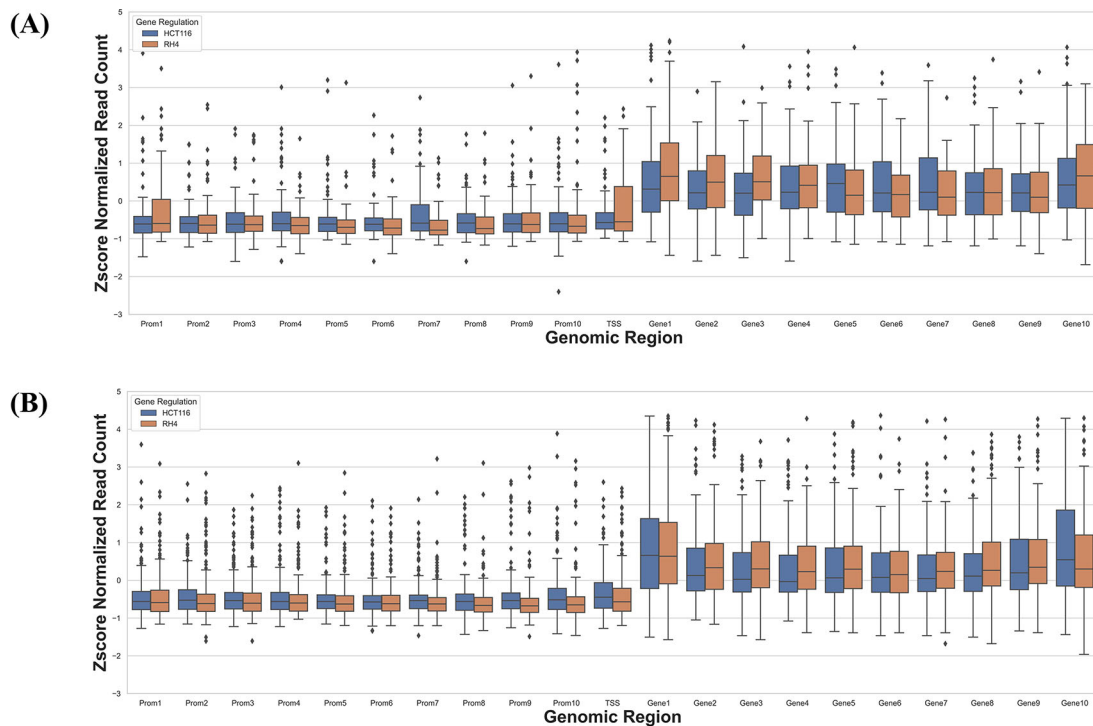 (A)
Zscore Normalized Read Count
5
4
3
2
1
0
−1
−2
−3
Gene Regulation
HCT116
RH4
Prom1 Prom2 Prom3 Prom4 Prom5 Prom6 Prom7 Prom8 Prom9 Prom10 TSS Gene1 Gene2 Gene3 Gene4 Gene5 Gene6 Gene7 Gene8 Gene9 Gene10
Genomic Region
(B)
Zscore Normalized Read Count
5
4
3
2
1
0
−1
−2
−3
Gene Regulation
HCT116
RH4
Prom1 Prom2 Prom3 Prom4 Prom5 Prom6 Prom7 Prom8 Prom9 Prom10 TSS Gene1 Gene2 Gene3 Gene4 Gene5 Gene6 Gene7 Gene8 Gene9 Gene10
Genomic Region